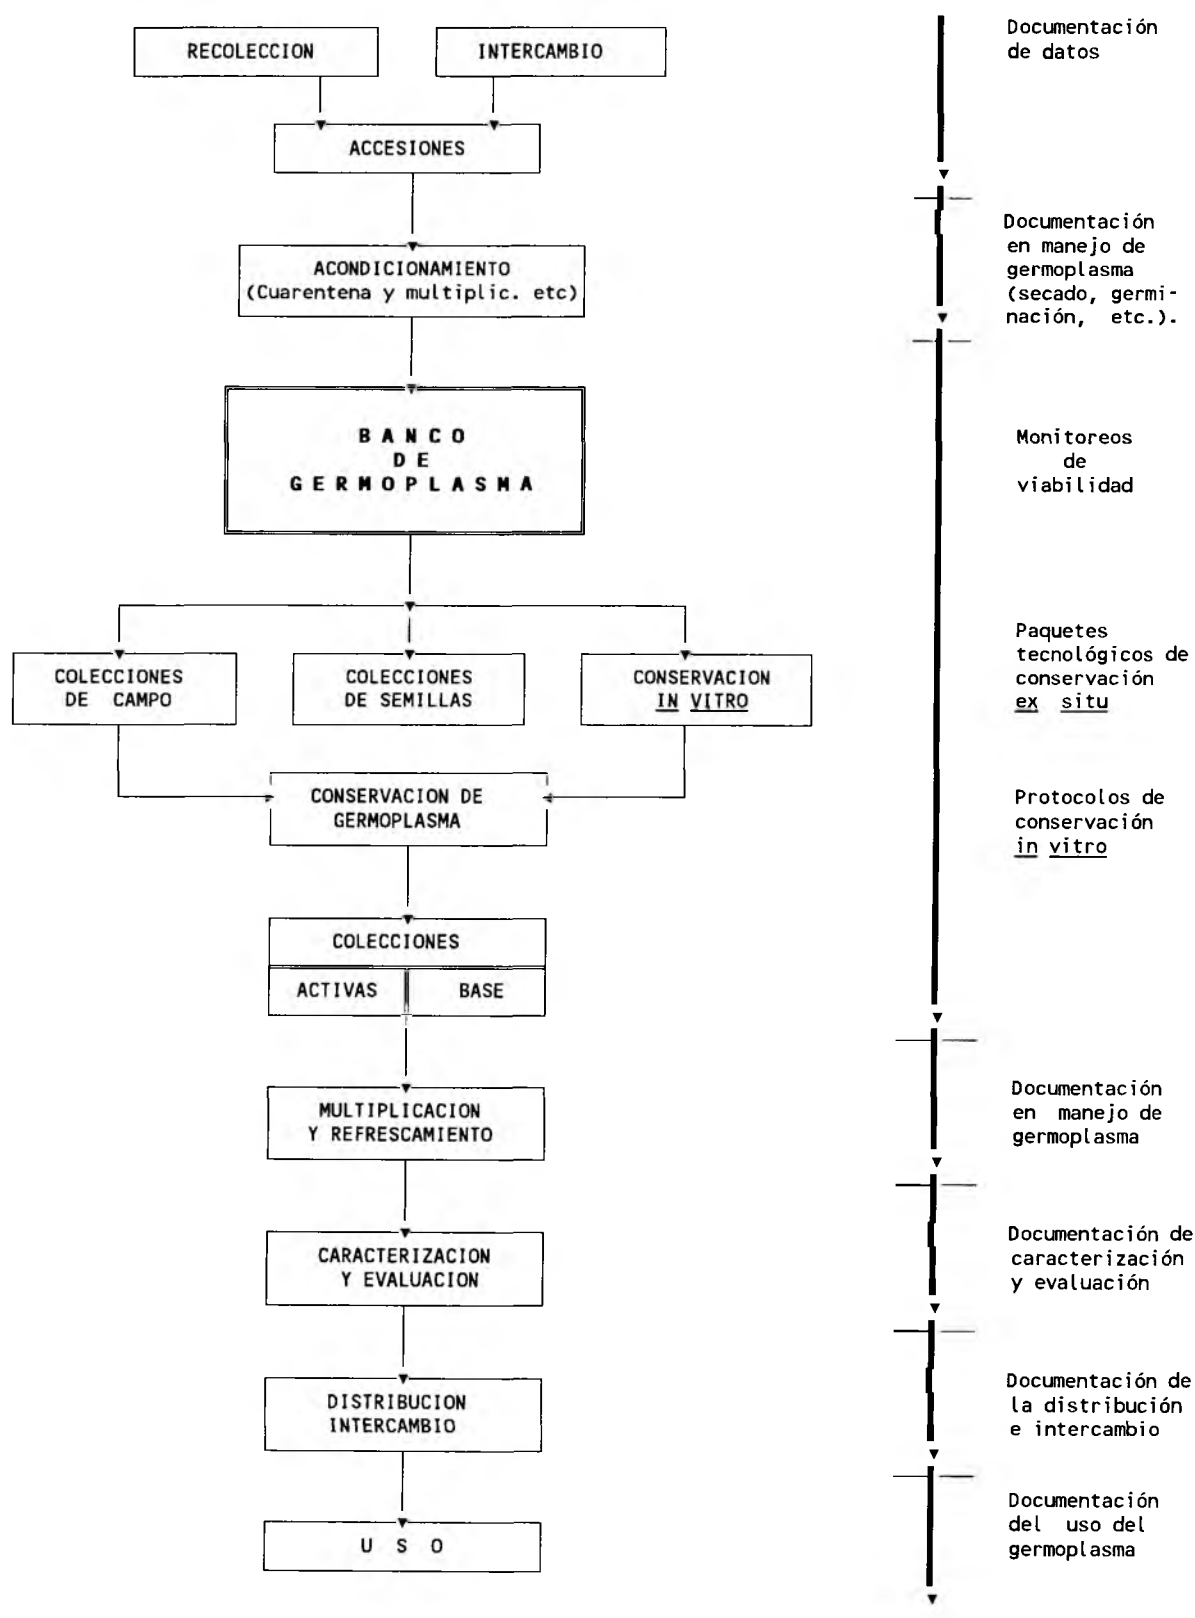 RECOLECCION
INTERCAMBIO
ACCESIONES
ACONDICIONAMIENTO
(Cuarentena y multiplic. etc)
BANCO
DE
GERMOPLASMA
COLECCIONES
DE CAMPO
COLECCIONES
DE SEMILLAS
CONSERVACION
IN VITRO
CONSERVACION DE
GERMOPLASMA
COLECCIONES
ACTIVAS
BASE
MULTIPLICACION
Y REFRESCAMIENTO
CARACTERIZACION
Y EVALUACION
DISTRIBUCION
INTERCAMBIO
U S O
Documentación
de datos
Documentación
en manejo de
germoplasma
(secado, germi-
nación, etc.).
Monitoreos
de
viabilidad
Paquetes
tecnológicos de
conservación
ex situ
Protocolos de
conservación
in vitro
Documentación
en manejo de
germoplasma
Documentación de
caracterización
y evaluación
Documentación de
la distribución
e intercambio
Documentación
del uso del
germoplasma